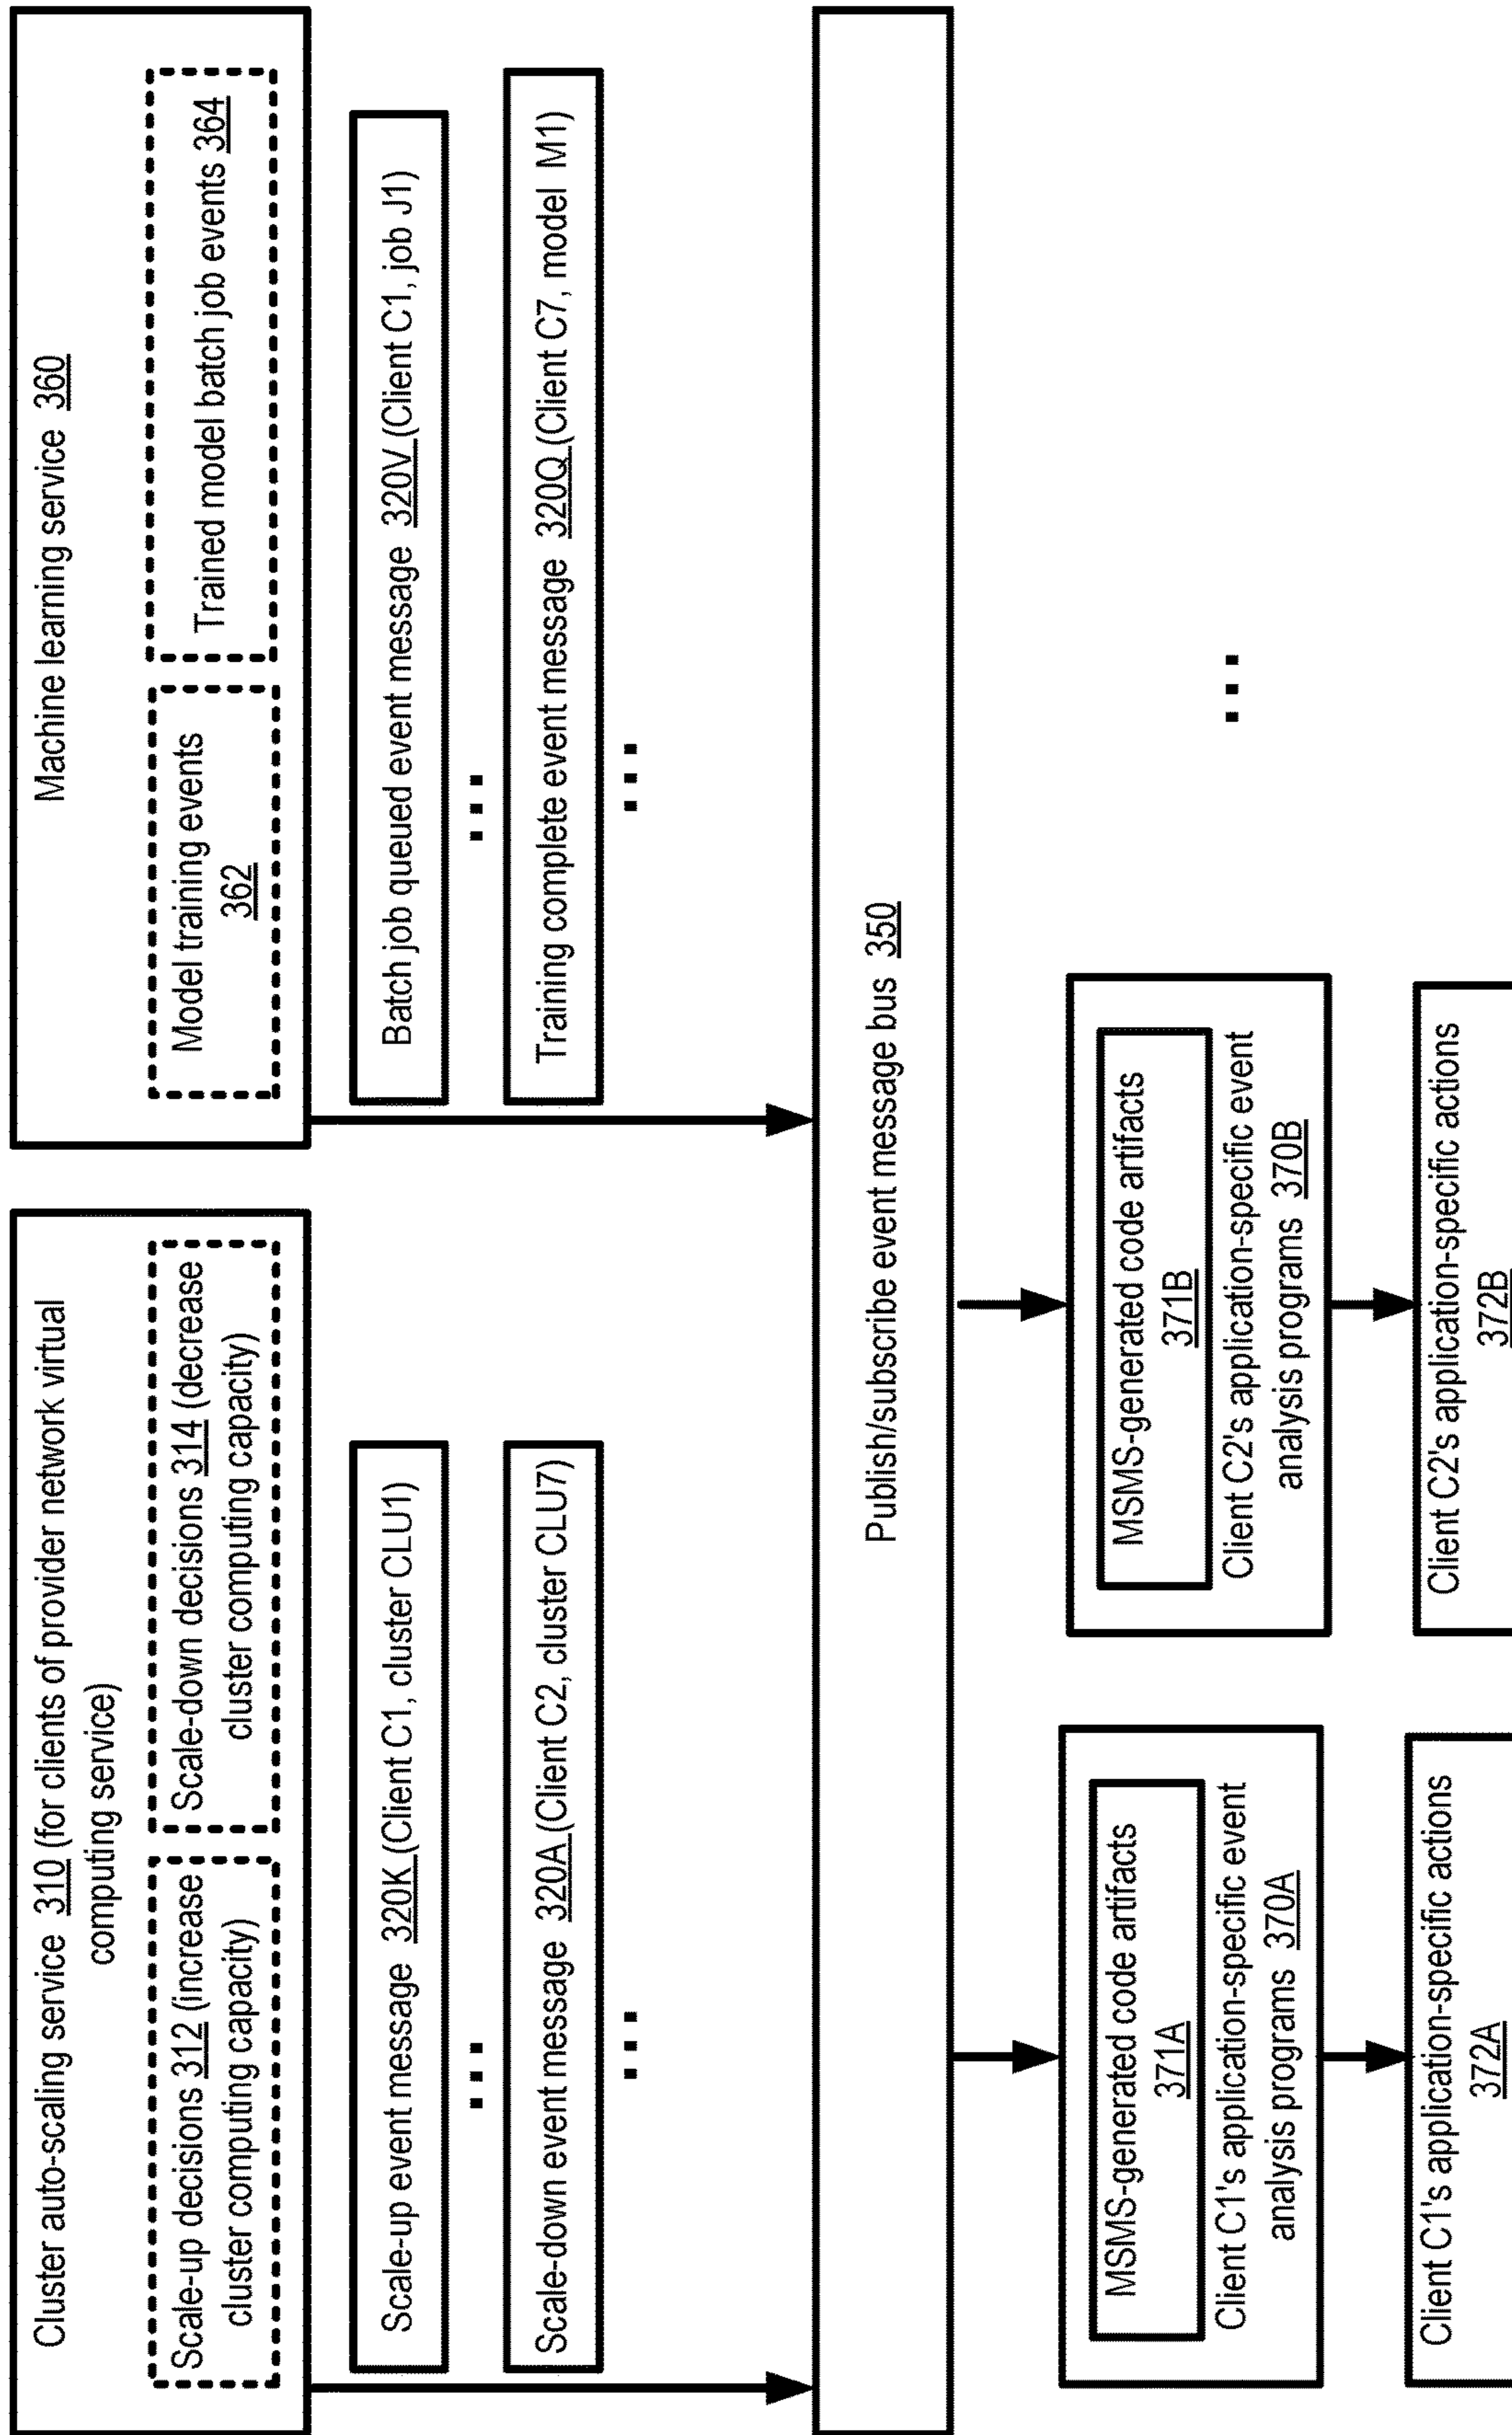 Cluster auto-scaling service 310 (for clients of provider network virtual
computing service)
Scale-up decisions 312 (increase
cluster computing capacity)
Scale-down decisions 314 (decrease
cluster computing capacity)
Machine learning service 360
Model training events
362
Trained model batch job events 364
Scale-up event message 320K (Client C1, cluster CLU1)
...
Scale-down event message 320A (Client C2, cluster CLU7)
...
Batch job queued event message 320V (Client C1, job J1)
...
Training complete event message 320Q (Client C7, model M1)
...
Publish/subscribe event message bus 350
MSMS-generated code artifacts
371A
Client C1's application-specific event
analysis programs 370A
MSMS-generated code artifacts
371B
Client C2's application-specific event
analysis programs 370B
...
Client C1's application-specific actions
372A
Client C2's application-specific actions
372B